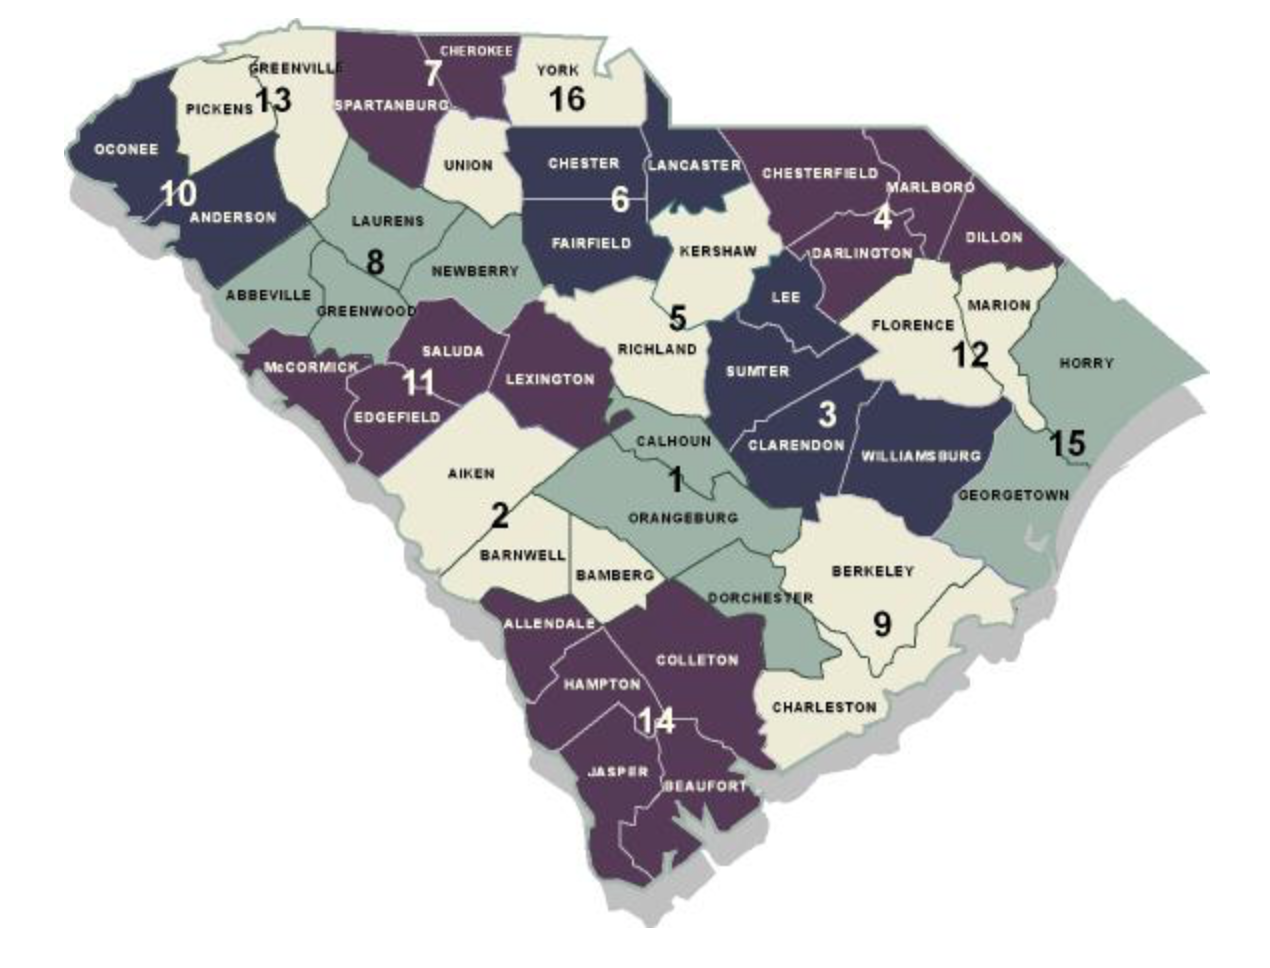 CHEROKEE
GREENVILLE
7
YORK
PICKENS
13
SPARTANBURG
16
OCONEE
UNION
CHESTER
LANCASTER
CHESTERFIELD
MARLBORO
10
ANDERSON
6
4
LAURENS
DILLON
FAIRFIELD
KERSHAW
DARLINGTON
8
NEWBERRY
ABBEVILLE
GREENWOOD
LEE
MARION
5
FLORENCE
SALUDA
RICHLAND
12
McCORMICK
HORRY
11
LEXINGTON
SUMTER
EDGEFIELD
3
CALHOUN
CLARENDON
15
WILLIAMSBURG
AIKEN
1
GEORGETOWN
2
ORANGEBURG
BARNWELL
BAMBERG
BERKELEY
DORCHESTER
ALLENDALE
9
COLLETON
HAMPTON
CHARLESTON
14
JASPER
BEAUFORT